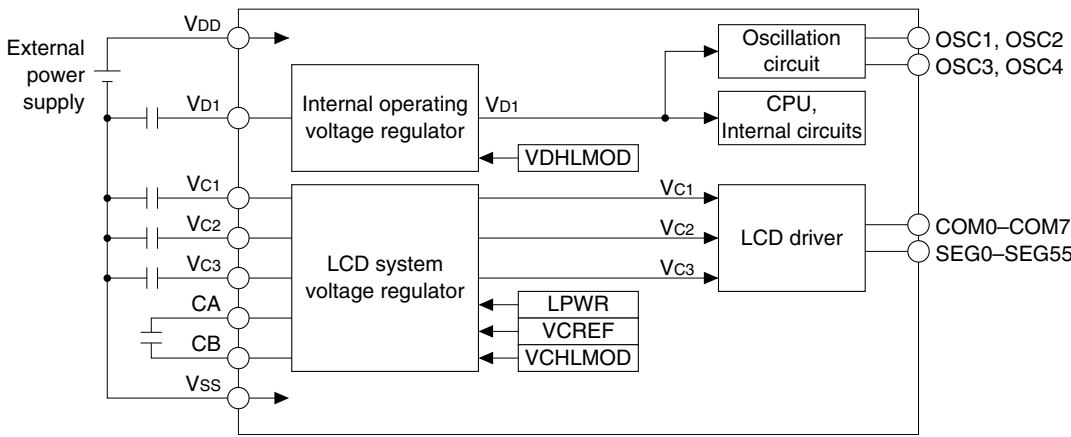 External
power
supply
VDD
VD1
VC1
VC2
VC3
CA
CB
VSS
Internal operating
voltage regulator
VD1
VDHLMOD
Oscillation
circuit
OSC1, OSC2
OSC3, OSC4
CPU,
Internal circuits
LCD system
voltage regulator
VC1
VC2
VC3
LPWR
VCREF
VCHLMOD
LCD driver
COM0–COM7
SEG0–SEG55